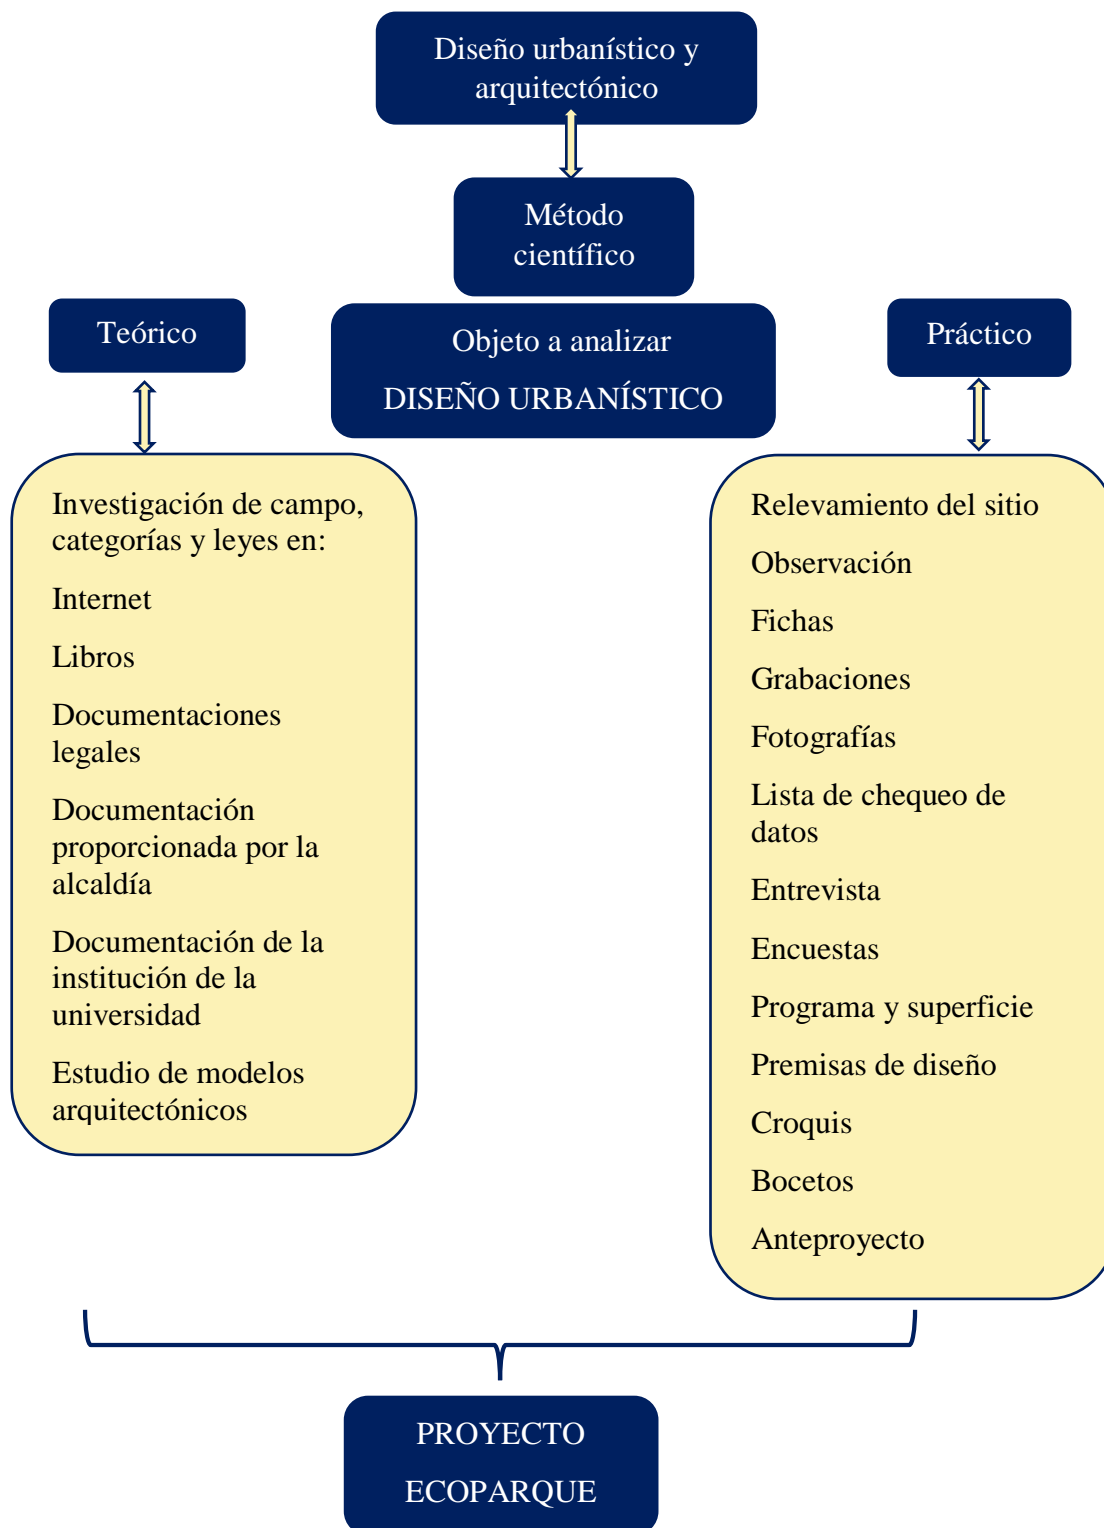 Diseño urbanístico y
arquitectónico
Método
científico
Teórico
Objeto a analizar
DISEÑO URBANÍSTICO
Práctico
Investigación de campo,
categorías y leyes en:
Internet
Libros
Documentaciones
legales
Documentación
proporcionada por la
alcaldía
Documentación de la
institución de la
universidad
Estudio de modelos
arquitectónicos
Relevamiento del sitio
Observación
Fichas
Grabaciones
Fotografías
Lista de chequeo de
datos
Entrevista
Encuestas
Programa y superficie
Premisas de diseño
Croquis
Bocetos
Anteproyecto
PROYECTO
ECOPARQUE